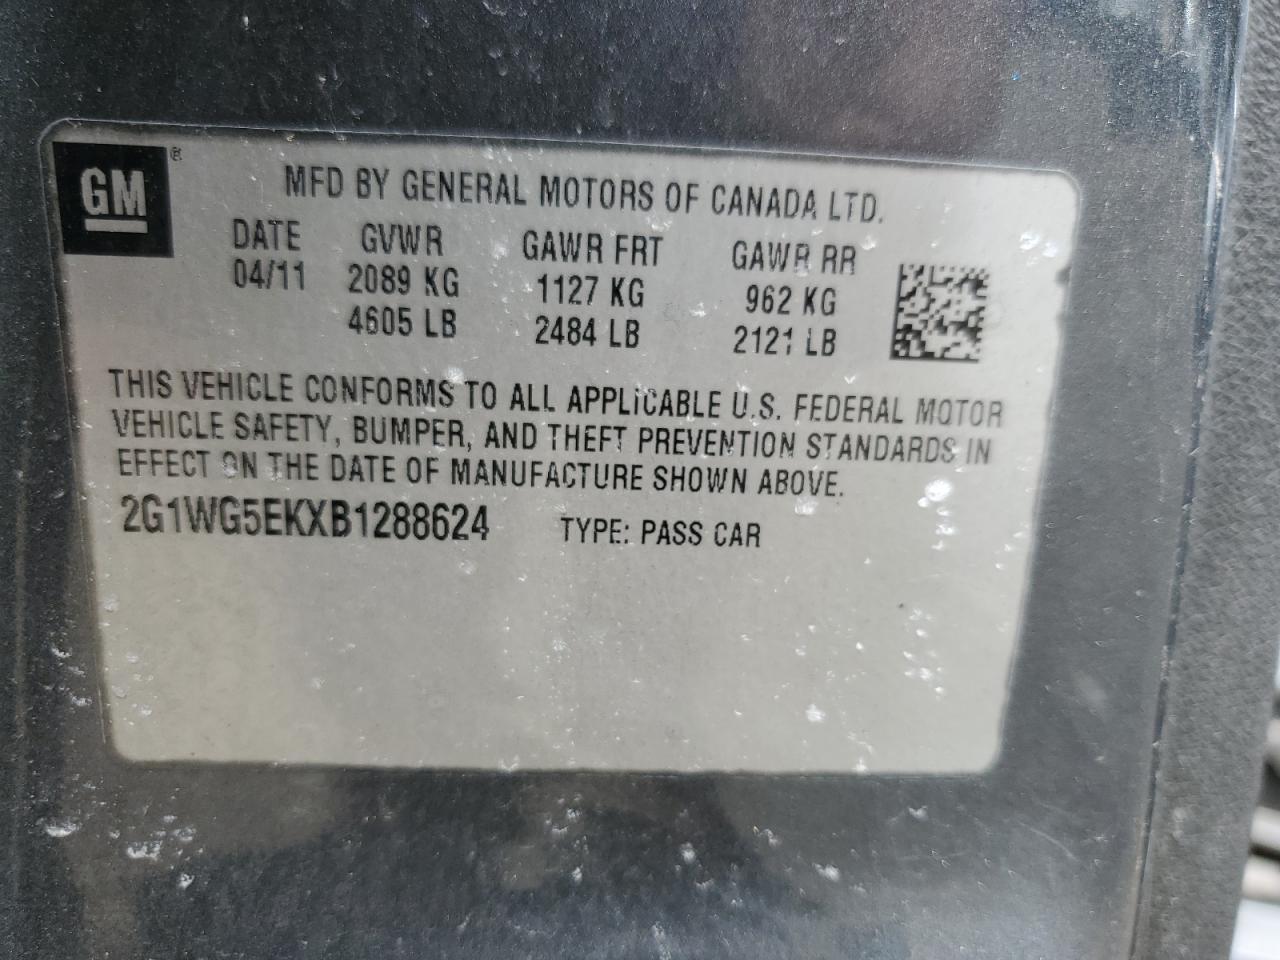 GM ®
MFD BY GENERAL MOTORS OF CANADA LTD.
DATE GVWR GAWR FRT GAWR RR
04/11 2089 KG 1127 KG 962 KG
4605 LB 2484 LB 2121 LB
THIS VEHICLE CONFORMS TO ALL APPLICABLE U.S. FEDERAL MOTOR
VEHICLE SAFETY, BUMPER, AND THEFT PREVENTION STANDARDS IN
EFFECT ON THE DATE OF MANUFACTURE SHOWN ABOVE.
2G1WG5EKXB1288624 TYPE: PASS CAR